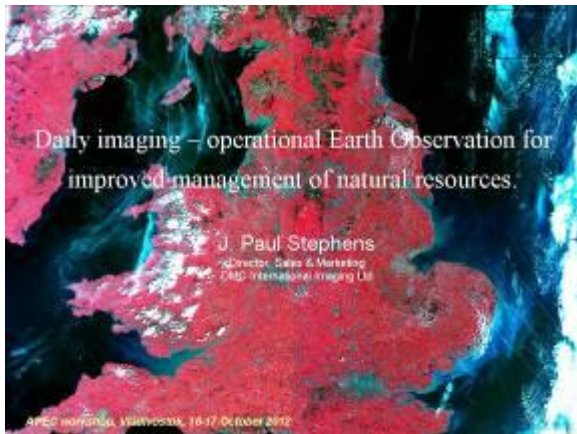 Daily imaging – operational Earth Observation for
improved management of natural resources.
J. Paul Stephens
Director, Sales & Marketing
DMC International Imaging Ltd
APEC workshop, Vladivostok, 16-17 October 2012